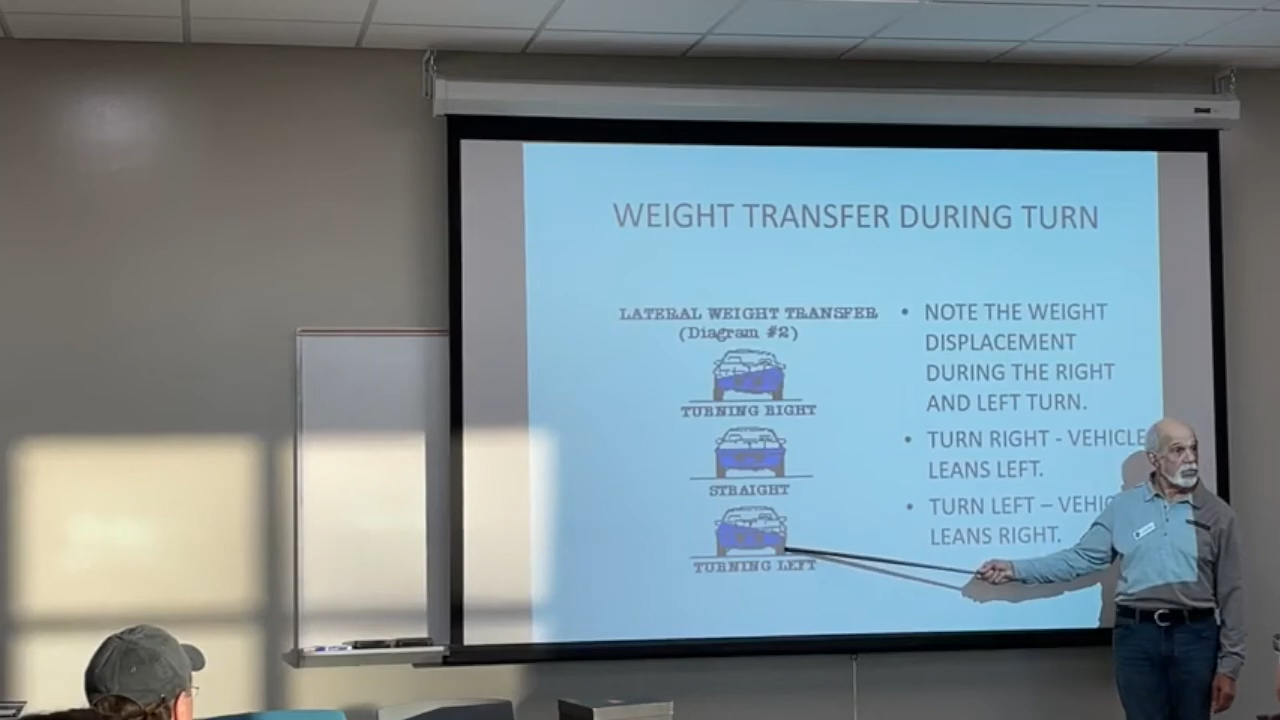 WEIGHT TRANSFER DURING TURN
LATERAL WEIGHT TRANSFER
(Diagram #2)
TURNING RIGHT
STRAIGHT
TURNING LEFT
• NOTE THE WEIGHT
DISPLACEMENT
DURING THE RIGHT
AND LEFT TURN.
• TURN RIGHT - VEHICLE
LEANS LEFT.
• TURN LEFT – VEHIC
LEANS RIGHT.